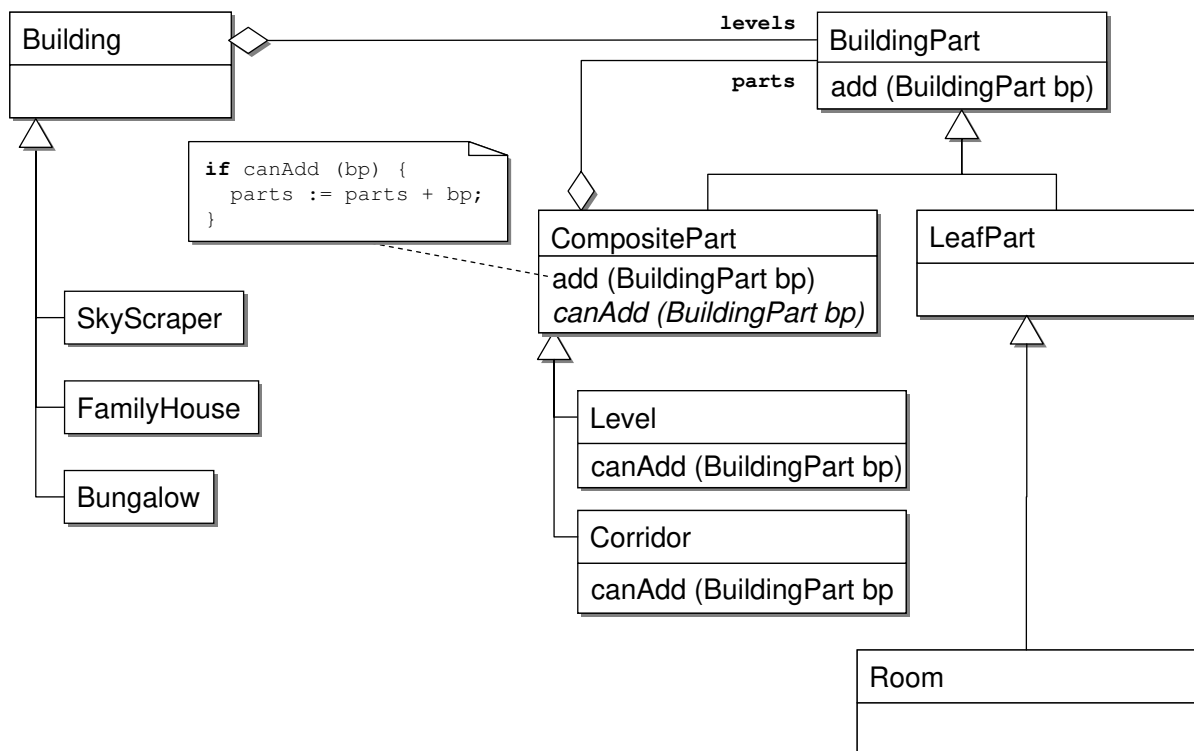 Building
levels
BuildingPart
parts
add (BuildingPart bp)
if canAdd (bp) {
parts := parts + bp;
}
CompositePart
add (BuildingPart bp)
canAdd (BuildingPart bp)
LeafPart
SkyScraper
FamilyHouse
Bungalow
Level
canAdd (BuildingPart bp)
Corridor
canAdd (BuildingPart bp
Room